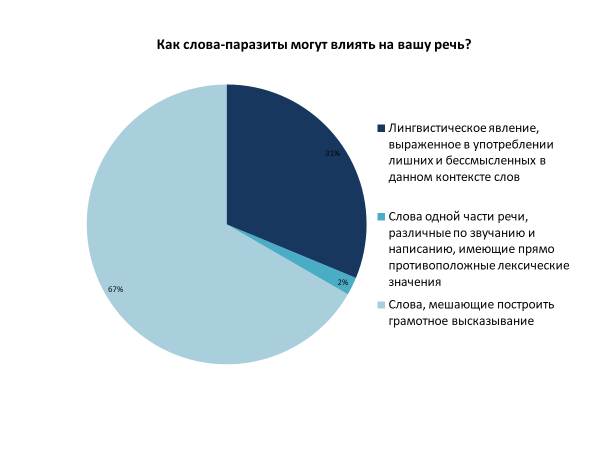 Как слова-паразиты могут влиять на вашу речь?
31%
2%
67%
Лингвистическое явление,
выраженное в употреблении
лишних и бессмысленных в
данном контексте слов
Слова одной части речи,
различные по звучанию и
написанию, имеющие прямо
противоположные лексические
значения
Слова, мешающие построить
грамотное высказывание